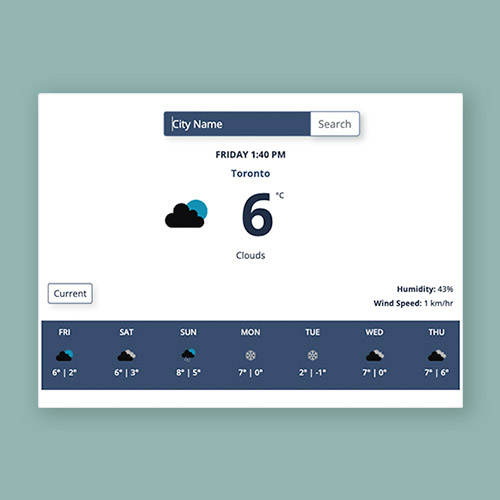 City Name Search
FRIDAY 1:40 PM
Toronto
6 °C
Clouds
Current
Humidity: 43%
Wind Speed: 1 km/hr
FRI SAT SUN MON TUE WED THU
6° | 2° 6° | 3° 8° | 5° 7° | 0° 2° | -1° 7° | 0° 7° | 6°